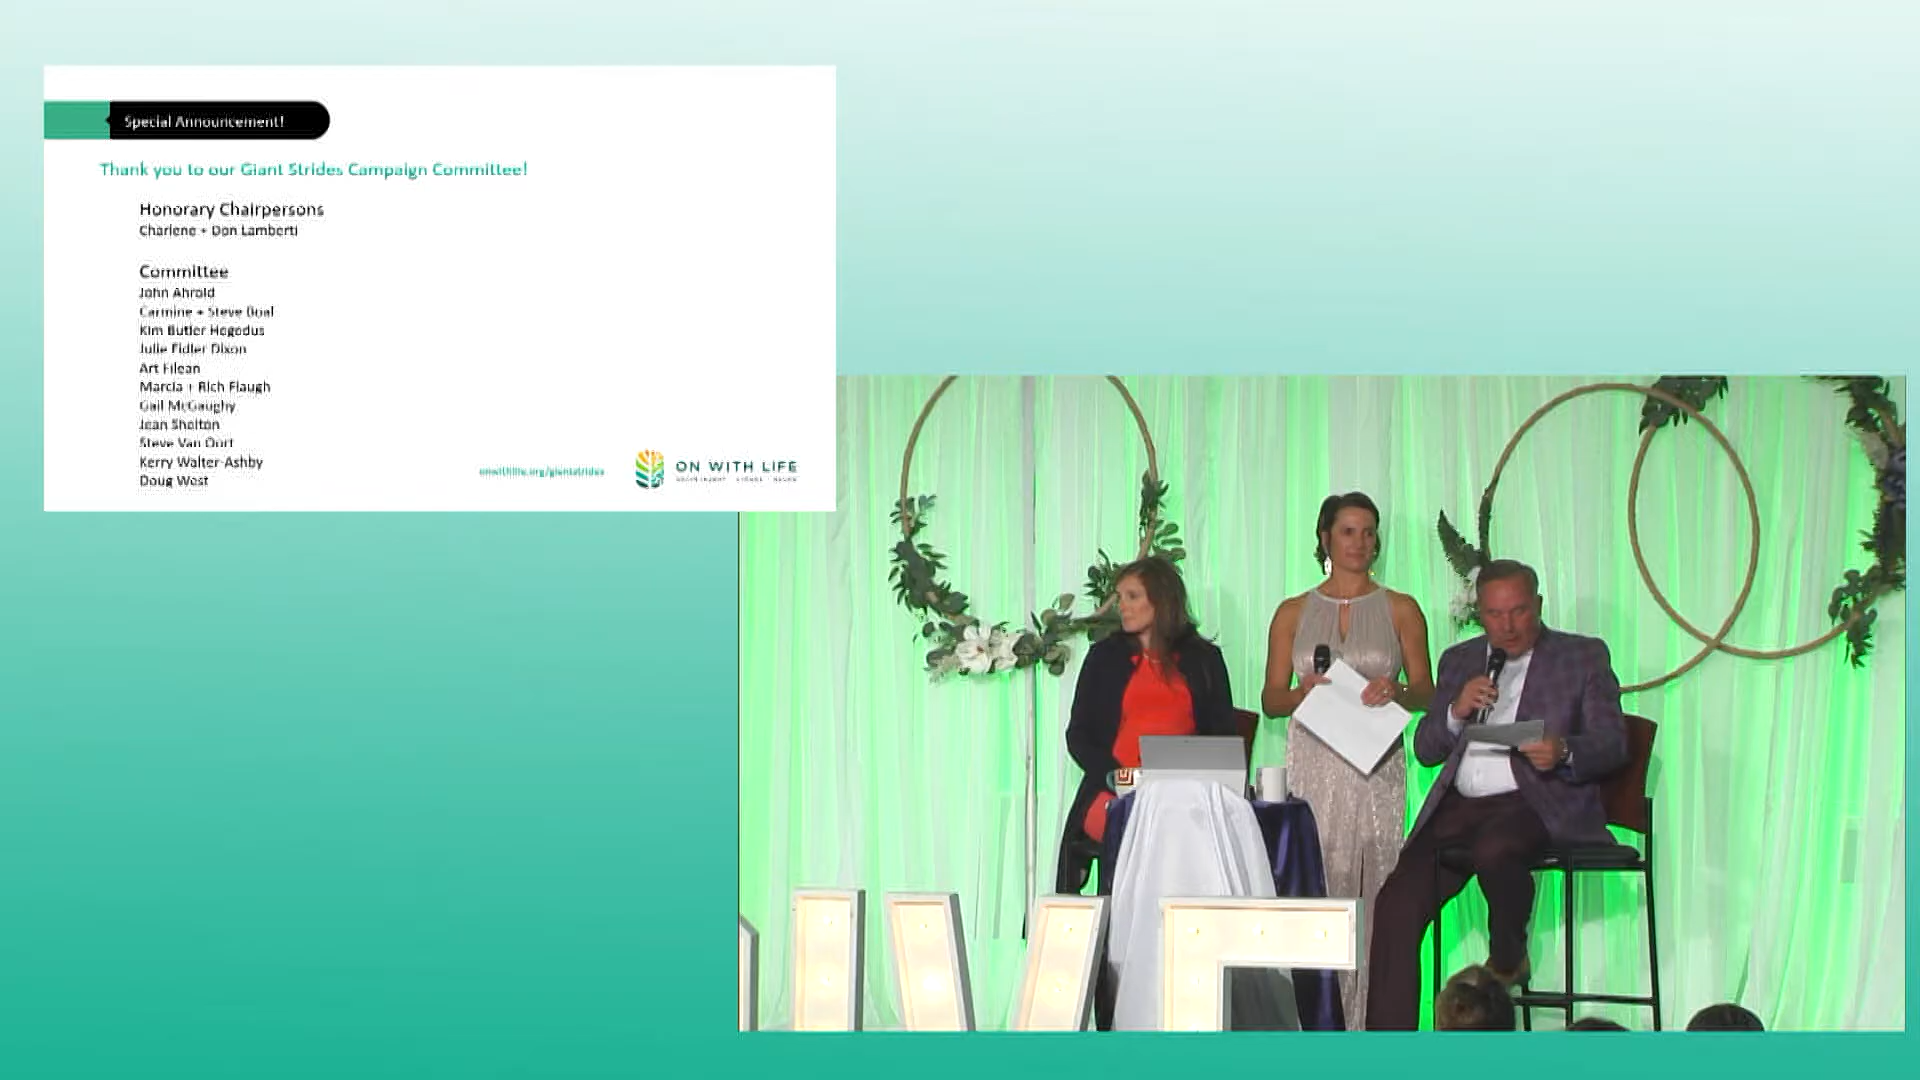 Special Announcement!
Thank you to our Giant Strides Campaign Committee!
Honorary Chairpersons
Charlene + Don Lamberti
Committee
John Ahrold
Carmine + Steve Boal
Kim Butler Hegedus
Julie Fidler Dixon
Art Filean
Marcia + Rich Flaugh
Gail McGaughy
Jean Shelton
Steve Van Oort
Kerry Walter-Ashby
Doug West
onwithlife.org/giantstrides
ON WITH LIFE